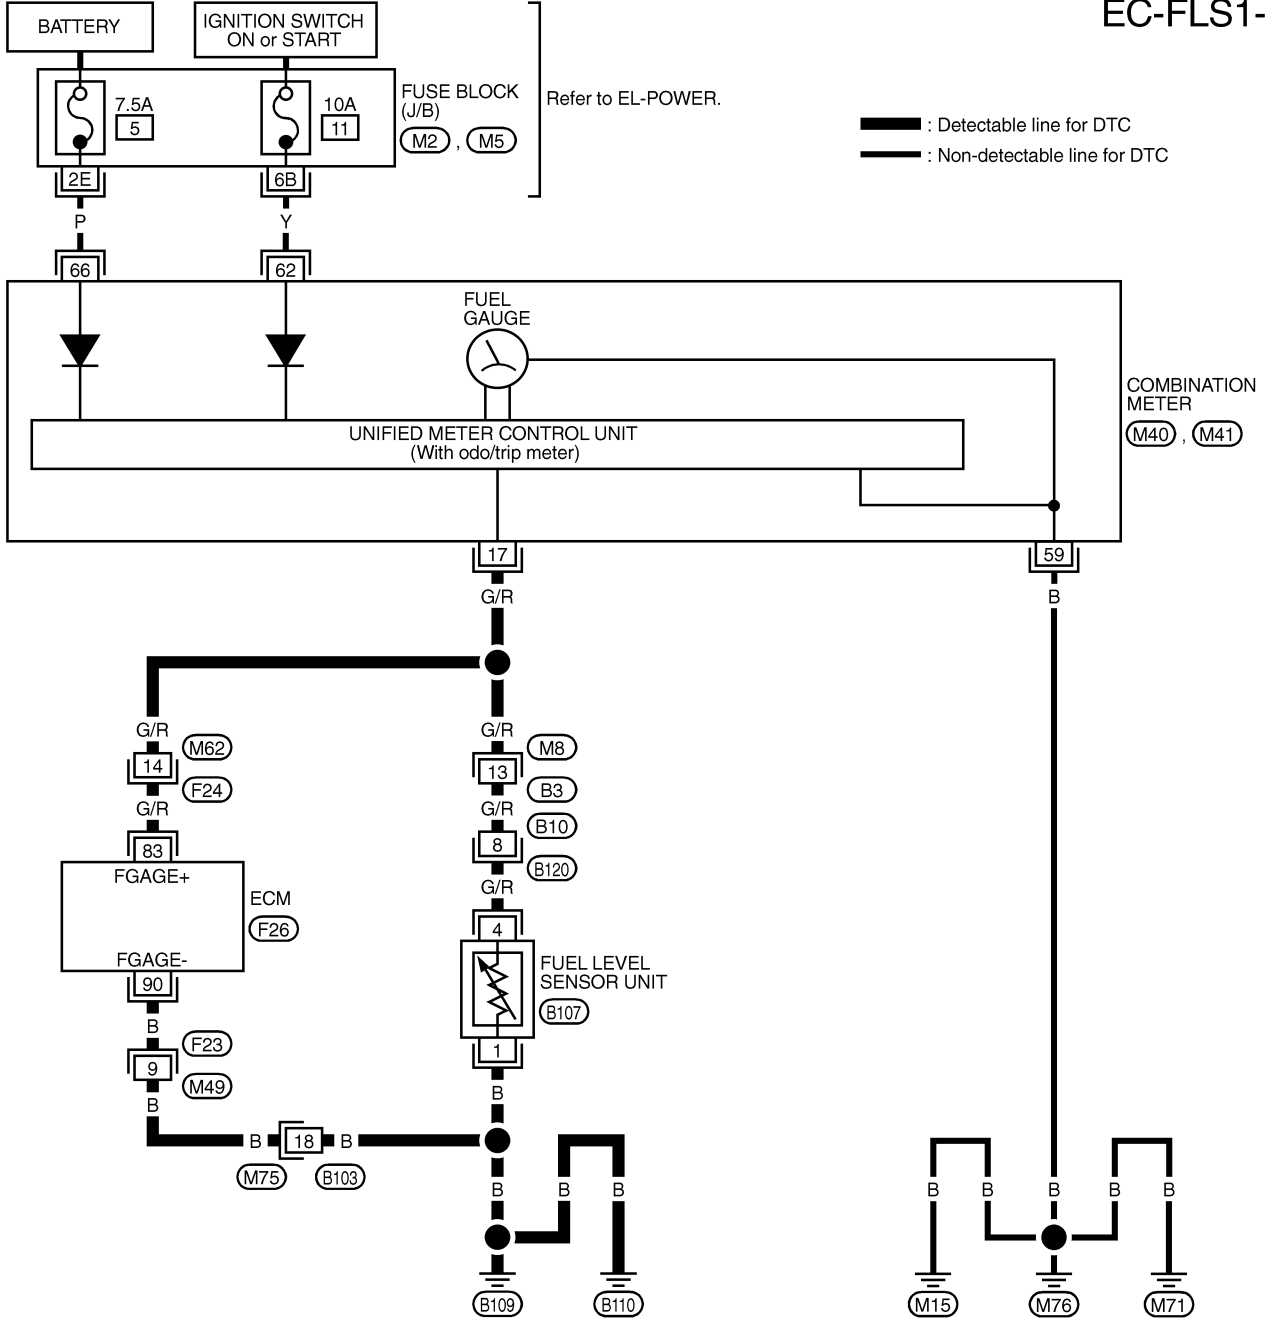 EC-FLS1-
BATTERY
IGNITION SWITCH
ON or START
7.5A
5
10A
11
FUSE BLOCK
(J/B)
M2 , M5
Refer to EL-POWER.
: Detectable line for DTC
: Non-detectable line for DTC
2E
6B
P
Y
66
62
FUEL
GAUGE
UNIFIED METER CONTROL UNIT
(With odo/trip meter)
COMBINATION
METER
M40 , M41
17
59
G/R
B
G/R
G/R
M62
M8
14
13
F24
B3
G/R
G/R
B10
83
8
B120
FGAGE+
G/R
ECM
F26
4
FGAGE-
FUEL LEVEL
SENSOR UNIT
B107
90
B
F23
1
9
M49
B
B
B
18
B
M75
B103
B
B
B
B
B
B
B
B
B109
B110
M15
M76
M71